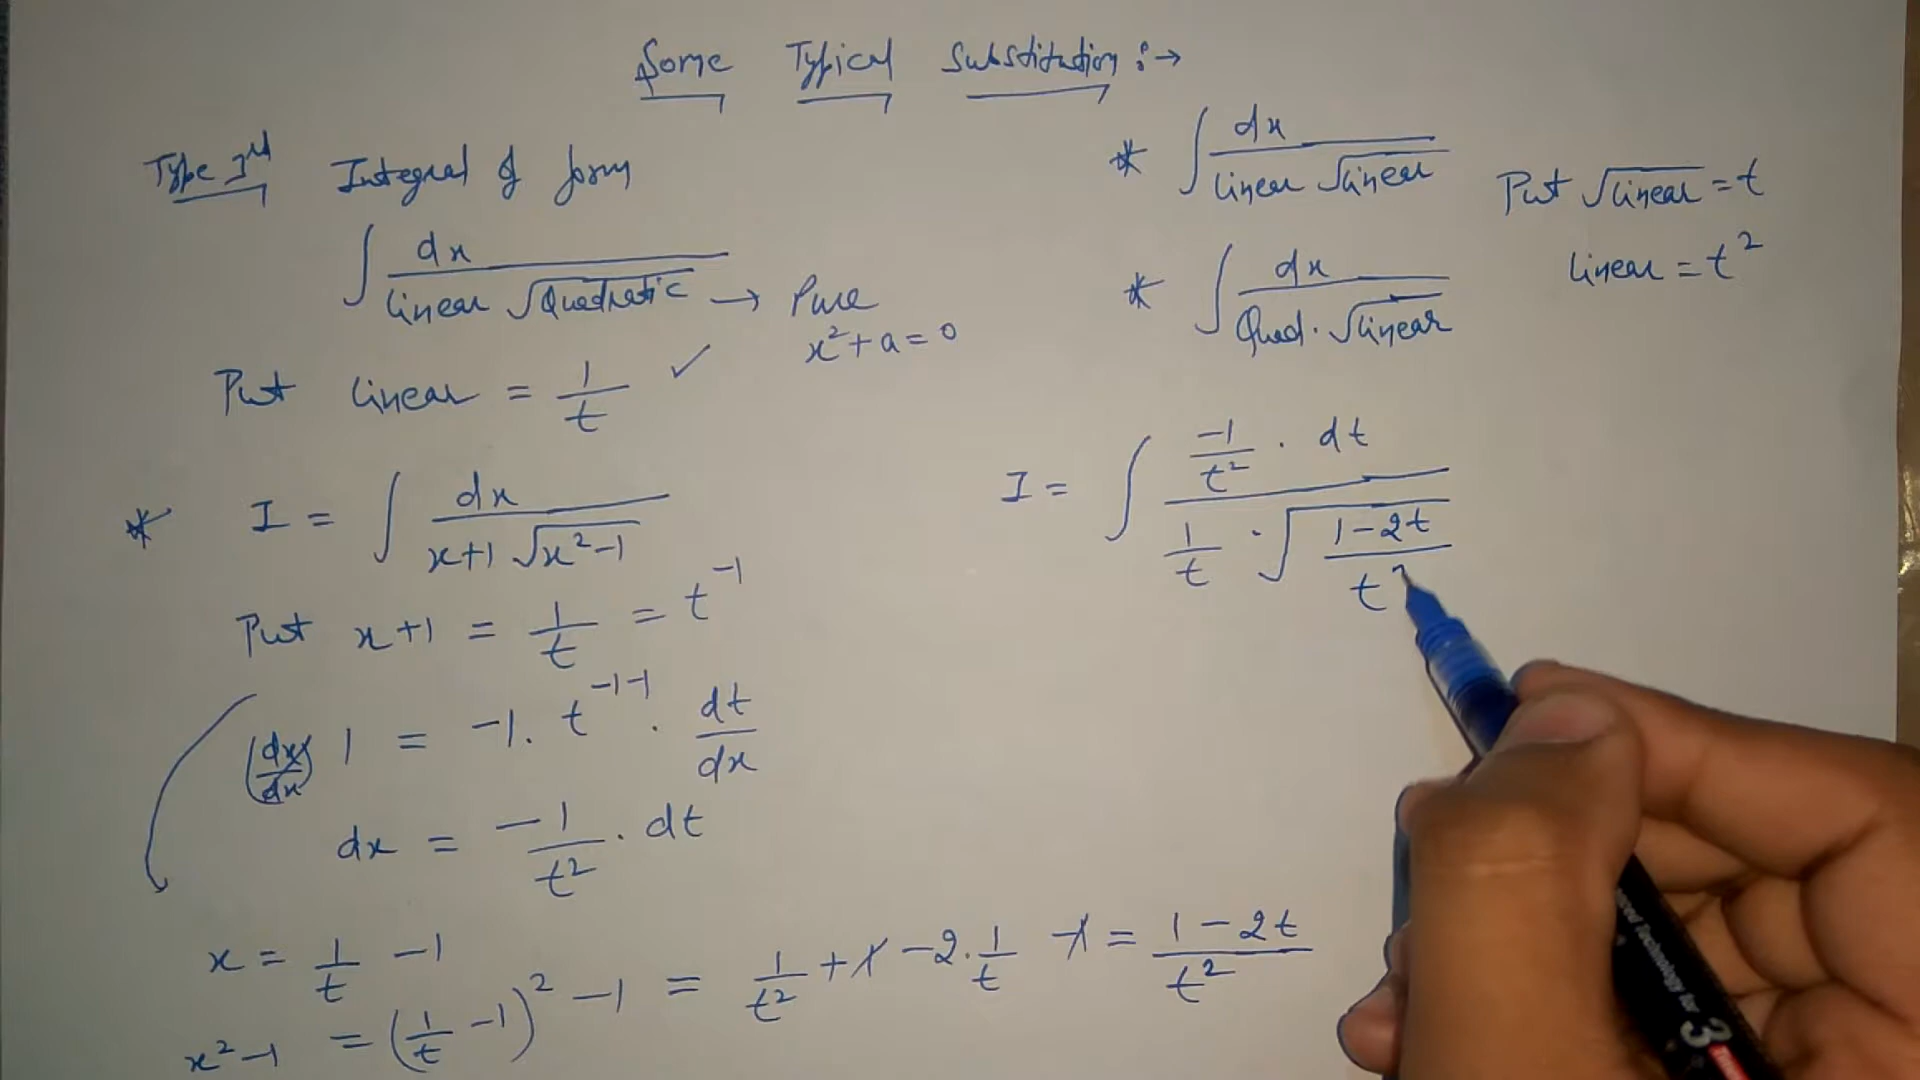 Some Typical Substitution :→
Type 3rd Integral of form
∫ dx / (linear √Quadratic) → Pure
x² + a = 0
Put linear = 1/t ✓
* I = ∫ dx / (x+1 √(x²-1))
Put x+1 = 1/t = t^(-1)
(dx/dx) 1 = -1 . t^(-1-1) . dt/dx
dx = -1/t² . dt
x = 1/t - 1
x²-1 = (1/t - 1)² - 1 = 1/t² + 1 - 2 . 1/t - 1 = (1-2t)/t²
* ∫ dx / (linear √linear)
Put √linear = t
* ∫ dx / (Quad. √linear)
linear = t²
I = ∫ (-1/t² . dt) / (1/t . √((1-2t)/t²))
3